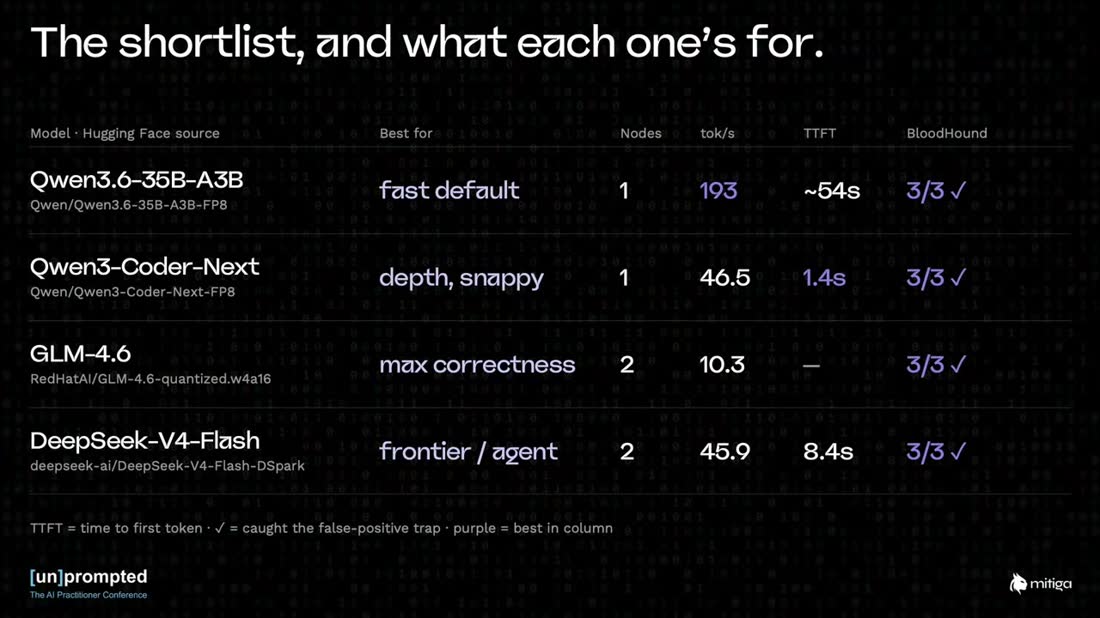 The shortlist, and what each one's for.
Model · Hugging Face source Best for Nodes tok/s TTFT BloodHound
Qwen3.6-35B-A3B fast default 1 193 ~54s 3/3 ✓
Qwen/Qwen3.6-35B-A3B-FP8
Qwen3-Coder-Next depth, snappy 1 46.5 1.4s 3/3 ✓
Qwen/Qwen3-Coder-Next-FP8
GLM-4.6 max correctness 2 10.3 — 3/3 ✓
RedHatAI/GLM-4.6-quantized.w4a16
DeepSeek-V4-Flash frontier / agent 2 45.9 8.4s 3/3 ✓
deepseek-ai/DeepSeek-V4-Flash-DSpark
TTFT = time to first token · ✓ = caught the false-positive trap · purple = best in column
[un]prompted
The AI Practitioner Conference
mitiga